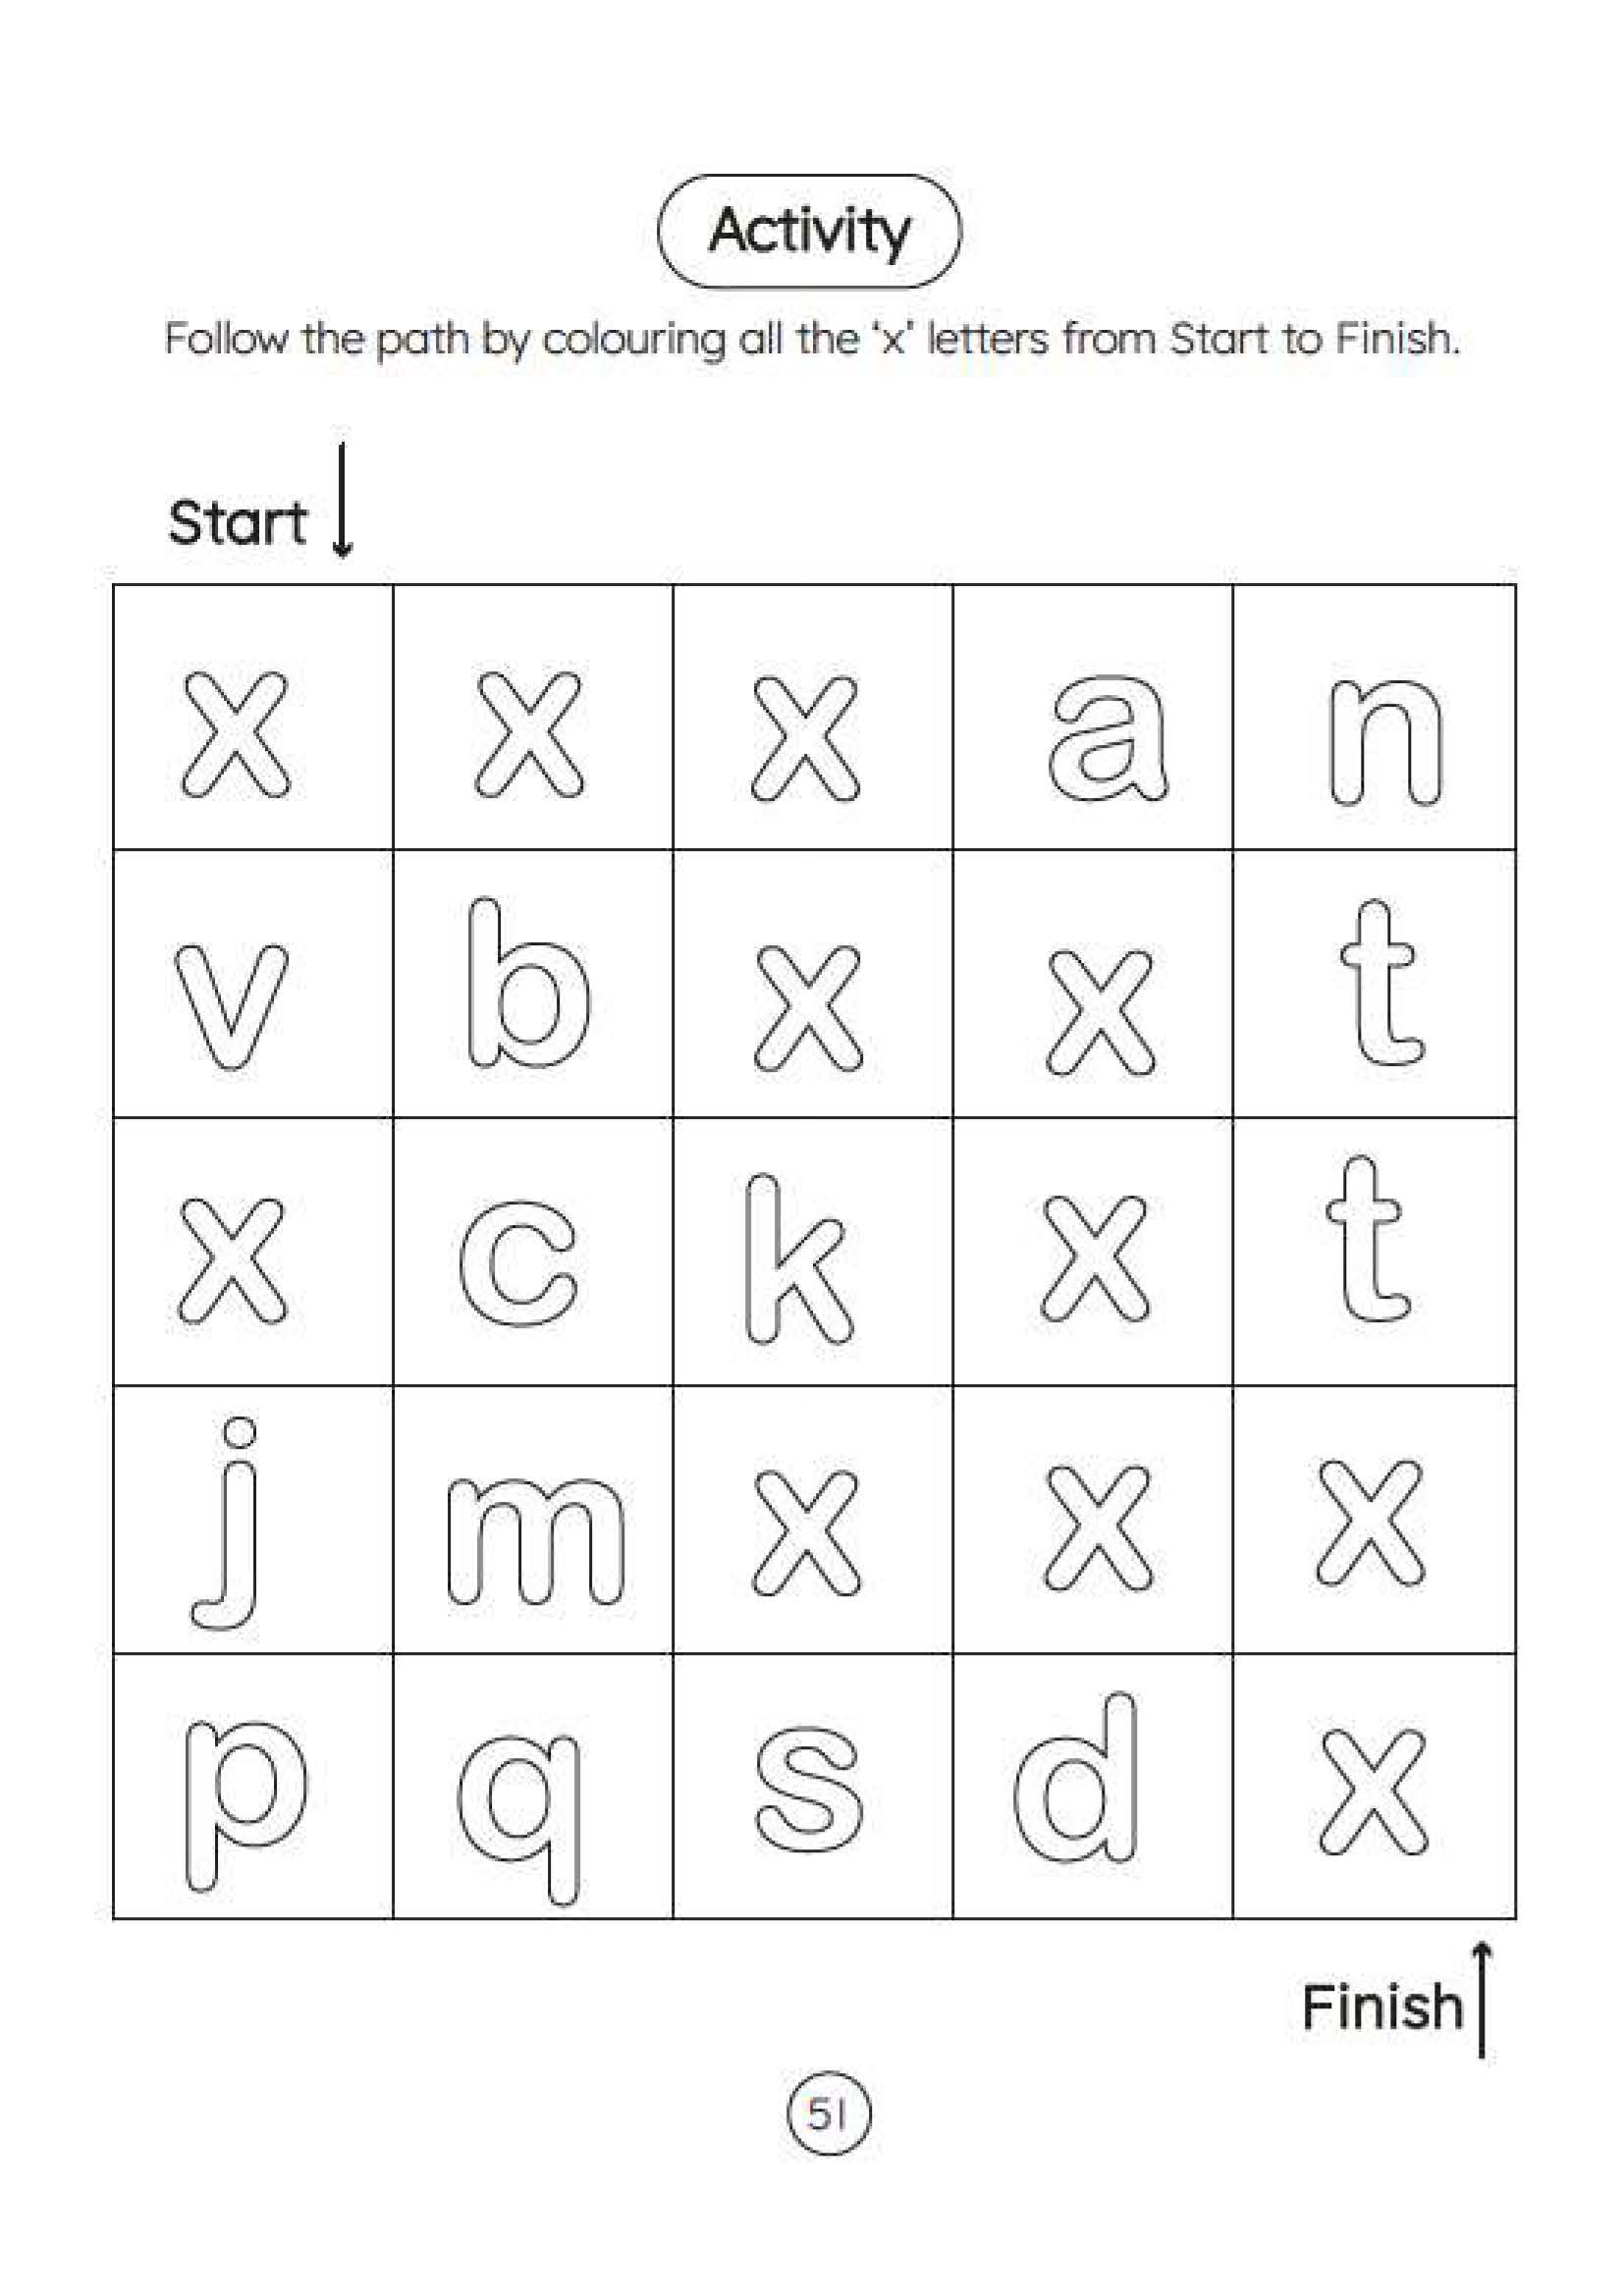 Activity
Follow the path by colouring all the ‘x’ letters from Start to Finish.
Start
x x x a n
v b x x t
x c k x t
j m x x x
p q s d x
Finish
51